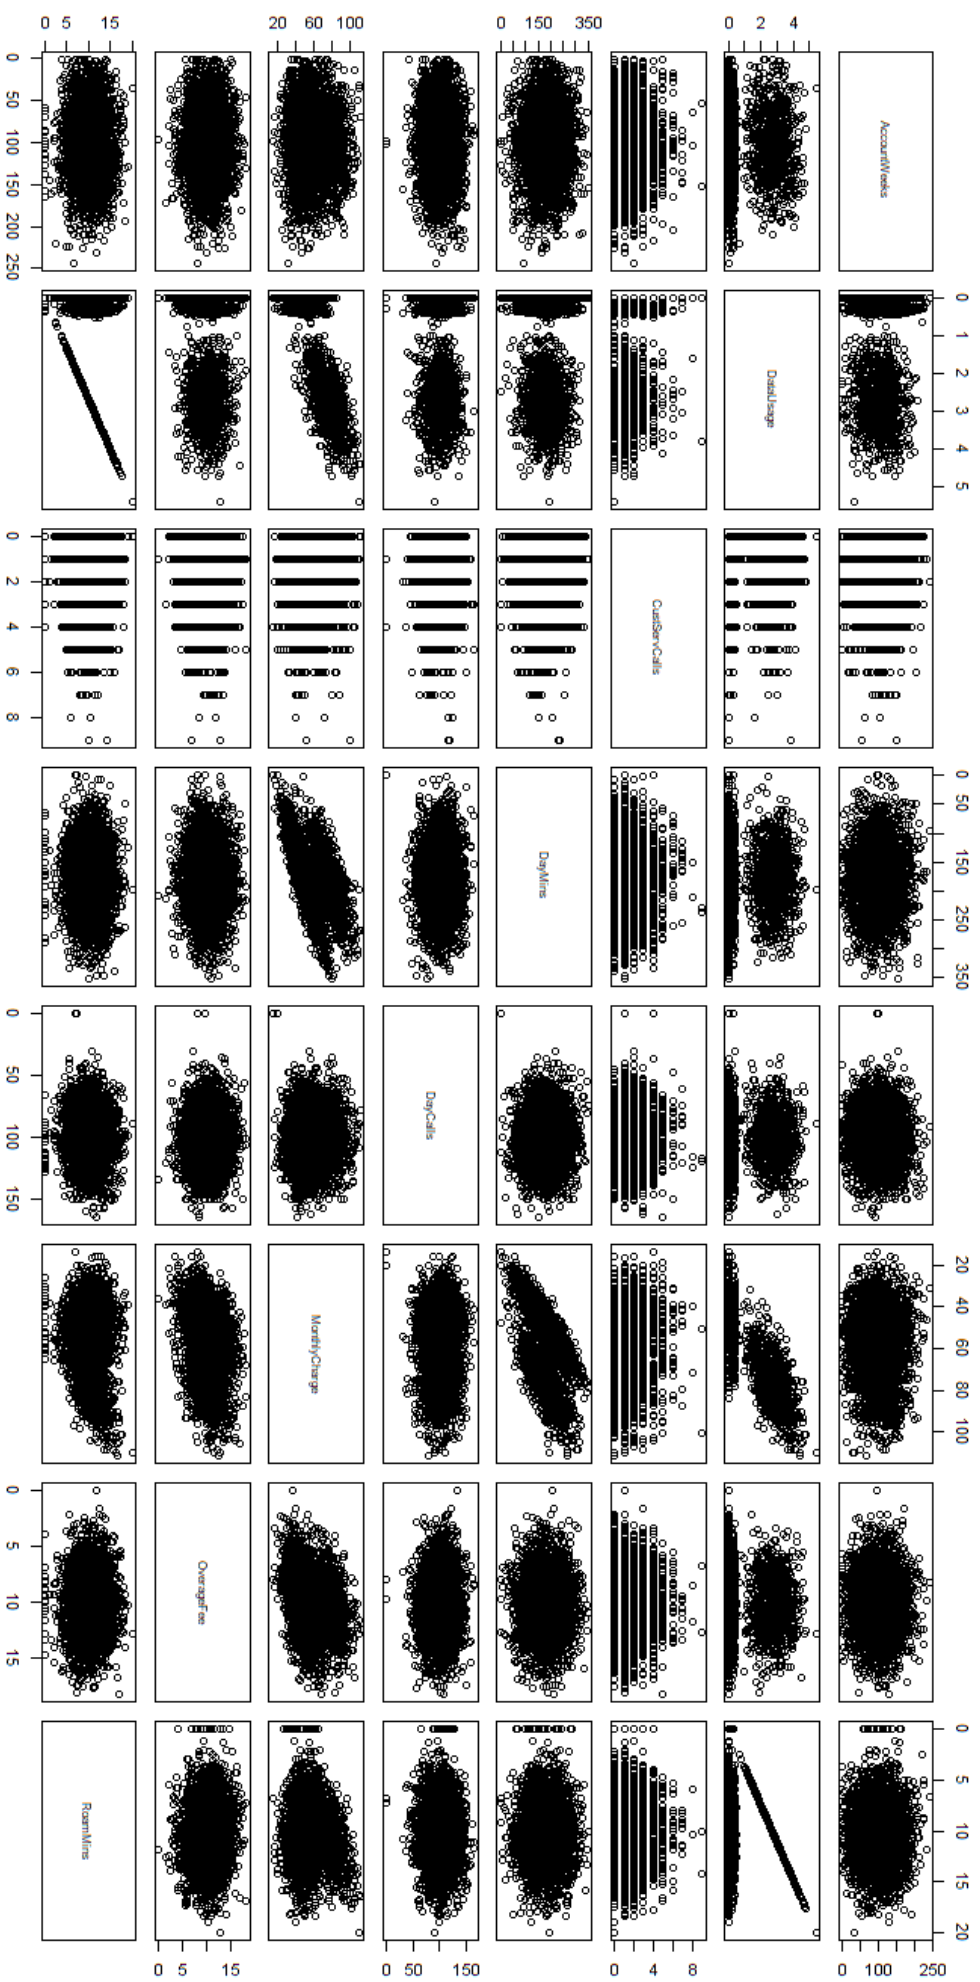 0 1 2 3 4 5
0 50 150 250 350
20 40 60 80 100
0 5 10 15 20
AccountWeeks
0 100 250
0 2 4
DataUsage
CustServCalls
0 4 8
0 150 350
DayMins
DayCalls
0 50 150
20 60 100
MonthlyCharge
OverageFee
0 5 15
0 5 15
RoamMins
0 50 100 150 200 250
0 2 4 6 8
0 50 100 150
0 5 10 15